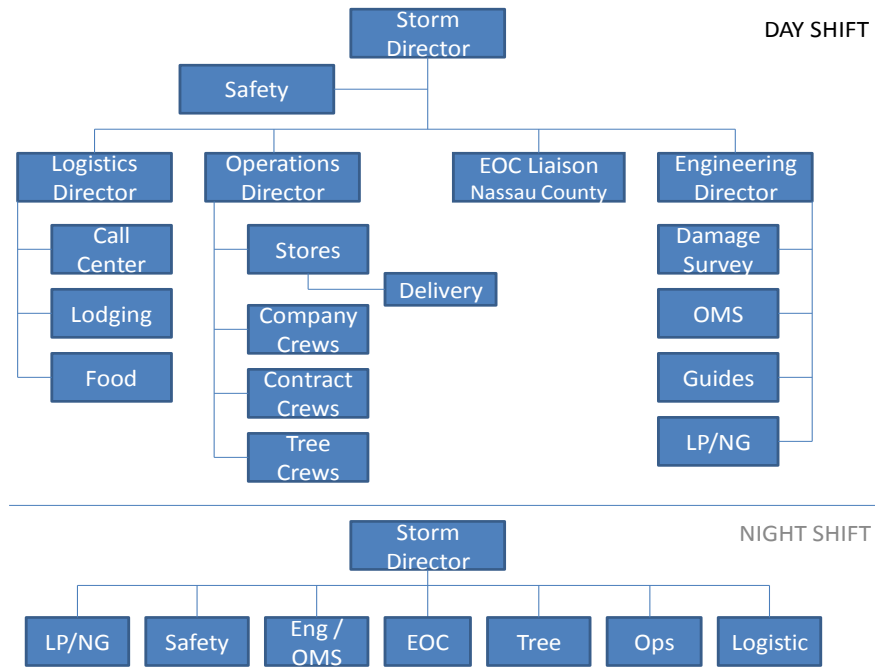 Storm
Director
DAY SHIFT
Safety
Logistics
Director
Operations
Director
EOC Liaison
Nassau County
Engineering
Director
Call
Center
Stores
Damage
Survey
Delivery
Lodging
Company
Crews
OMS
Food
Contract
Crews
Guides
Tree
Crews
LP/NG
NIGHT SHIFT
Storm
Director
LP/NG
Safety
Eng /
OMS
EOC
Tree
Ops
Logistic